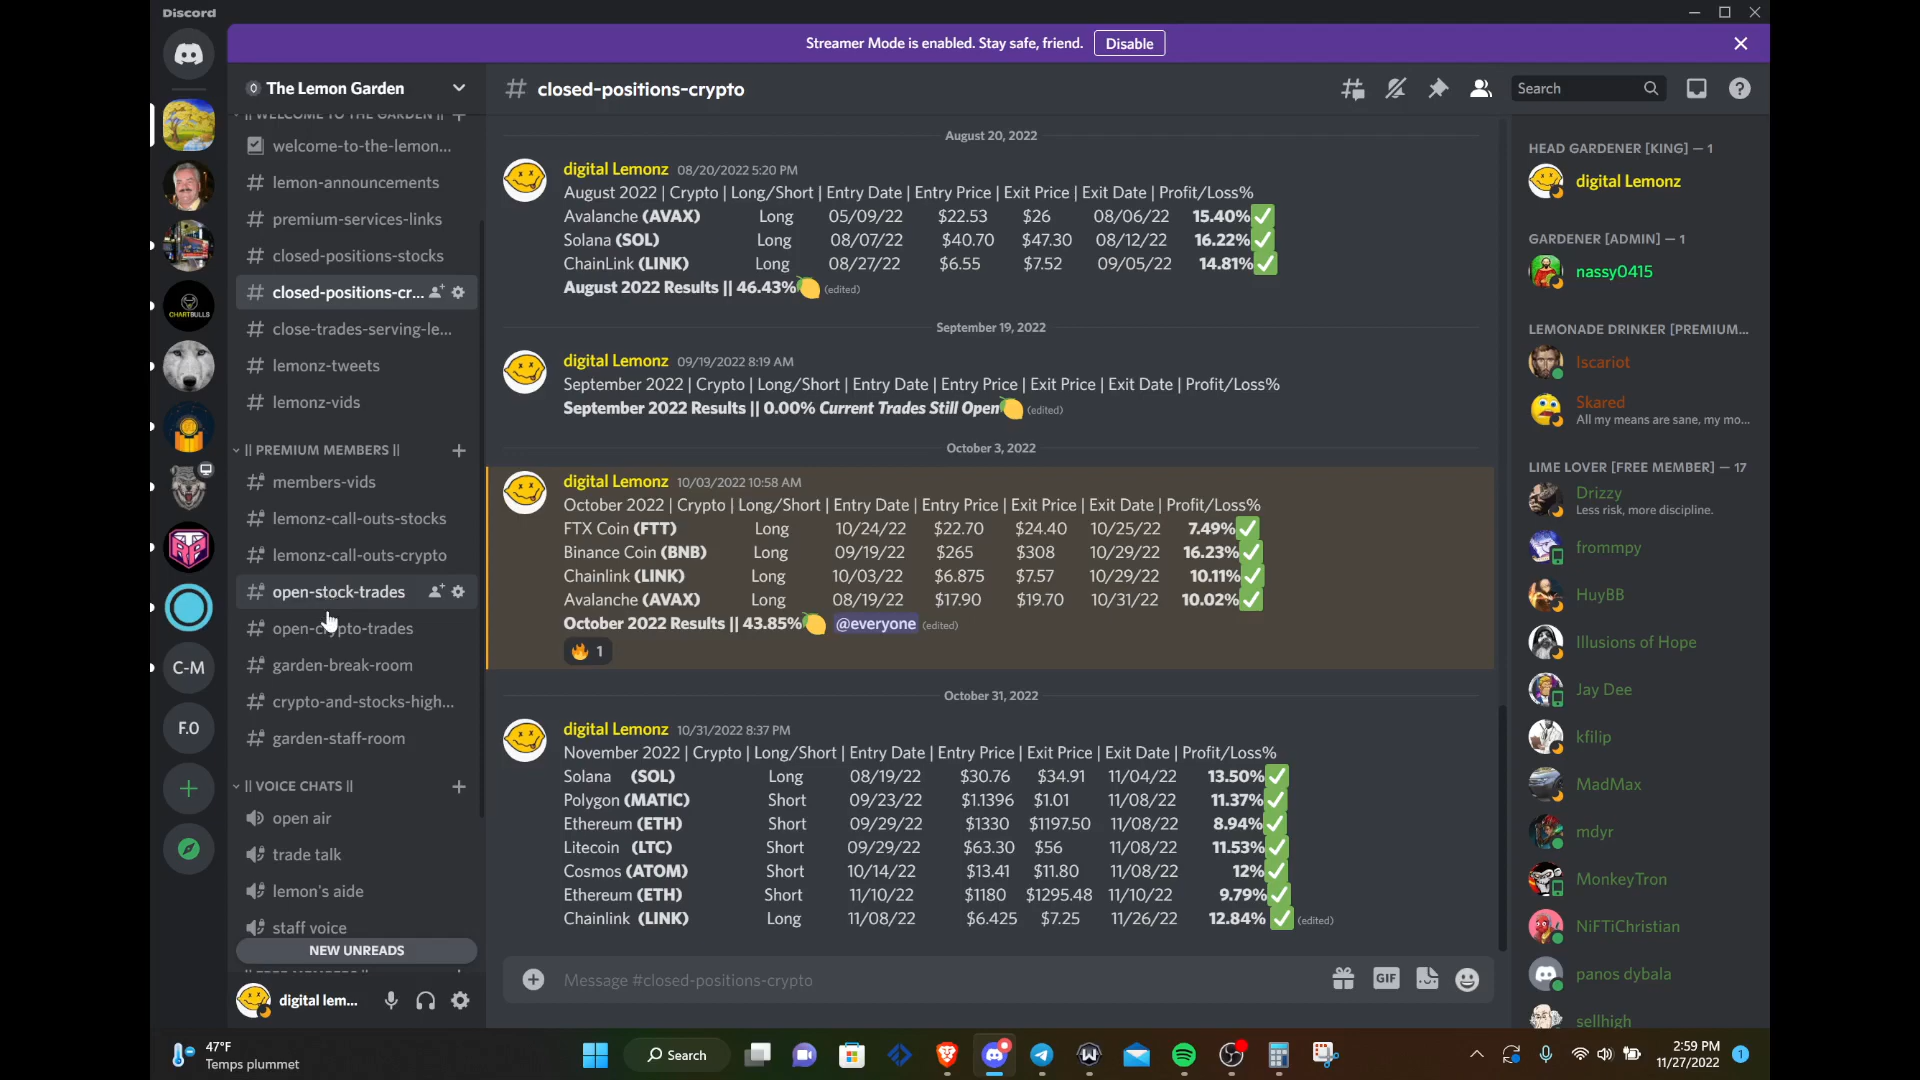 Discord
Streamer Mode is enabled. Stay safe, friend. Disable
The Lemon Garden
|| WELCOME TO THE GARDEN ||
welcome-to-the-lemon...
lemon-announcements
premium-services-links
closed-positions-stocks
closed-positions-cr...
close-trades-serving-le...
lemonz-tweets
lemonz-vids
|| PREMIUM MEMBERS ||
members-vids
lemonz-call-outs-stocks
lemonz-call-outs-crypto
open-stock-trades
open-crypto-trades
garden-break-room
crypto-and-stocks-high...
garden-staff-room
|| VOICE CHATS ||
open air
trade talk
lemon's aide
staff voice
NEW UNREADS
digital lem...
CHARTBULLS
C-M
F.O
closed-positions-crypto
Search
August 20, 2022
digital Lemonz 08/20/2022 5:20 PM
August 2022 | Crypto | Long/Short | Entry Date | Entry Price | Exit Price | Exit Date | Profit/Loss%
Avalanche (AVAX) Long 05/09/22 $22.53 $26 08/06/22 15.40%✅
Solana (SOL) Long 08/07/22 $40.70 $47.30 08/12/22 16.22%✅
ChainLink (LINK) Long 08/27/22 $6.55 $7.52 09/05/22 14.81%✅
August 2022 Results || 46.43%🍋 (edited)
September 19, 2022
digital Lemonz 09/19/2022 8:19 AM
September 2022 | Crypto | Long/Short | Entry Date | Entry Price | Exit Price | Exit Date | Profit/Loss%
September 2022 Results || 0.00% Current Trades Still Open🍋 (edited)
October 3, 2022
digital Lemonz 10/03/2022 10:58 AM
October 2022 | Crypto | Long/Short | Entry Date | Entry Price | Exit Price | Exit Date | Profit/Loss%
FTX Coin (FTT) Long 10/24/22 $22.70 $24.40 10/25/22 7.49%✅
Binance Coin (BNB) Long 09/19/22 $265 $308 10/29/22 16.23%✅
Chainlink (LINK) Long 10/03/22 $6.875 $7.57 10/29/22 10.11%✅
Avalanche (AVAX) Long 08/19/22 $17.90 $19.70 10/31/22 10.02%✅
October 2022 Results || 43.85%🍋 @everyone (edited)
🔥 1
October 31, 2022
digital Lemonz 10/31/2022 8:37 PM
November 2022 | Crypto | Long/Short | Entry Date | Entry Price | Exit Price | Exit Date | Profit/Loss%
Solana (SOL) Long 08/19/22 $30.76 $34.91 11/04/22 13.50%✅
Polygon (MATIC) Short 09/23/22 $1.1396 $1.01 11/08/22 11.37%✅
Ethereum (ETH) Short 09/29/22 $1330 $1197.50 11/08/22 8.94%✅
Litecoin (LTC) Short 09/29/22 $63.30 $56 11/08/22 11.53%✅
Cosmos (ATOM) Short 10/14/22 $13.41 $11.80 11/08/22 12%✅
Ethereum (ETH) Short 11/10/22 $1180 $1295.48 11/10/22 9.79%✅
Chainlink (LINK) Long 11/08/22 $6.425 $7.25 11/26/22 12.84% ✅ (edited)
Message #closed-positions-crypto
GIF
HEAD GARDENER [KING] — 1
digital Lemonz
GARDENER [ADMIN] — 1
nassy0415
LEMONADE DRINKER [PREMIUM...
Iscariot
Skared
All my means are sane, my mo...
LIME LOVER [FREE MEMBER] — 17
Drizzy
Less risk, more discipline.
frommpy
HuyBB
Illusions of Hope
Jay Dee
kfilip
MadMax
mdyr
MonkeyTron
NiFTiChristian
panos dybala
sellhigh
47°F
Temps plummet
Search
2:59 PM
11/27/2022
1